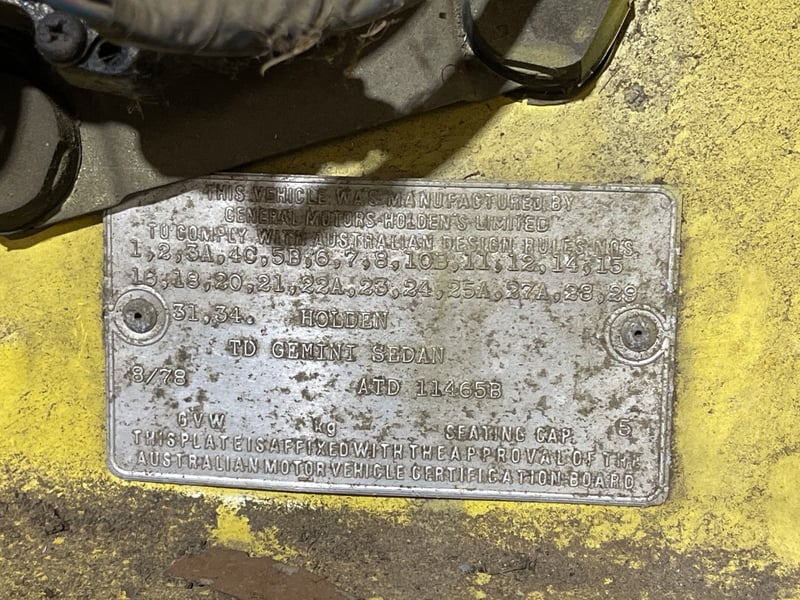 THIS VEHICLE WAS MANUFACTURED BY
GENERAL MOTORS-HOLDEN'S LIMITED
TO COMPLY WITH AUSTRALIAN DESIGN RULES NOS.
1,2,3A,4C,5B,6,7,8,10B,11,12,14,15
16,18,20,21,22A,23,24,25A,27A,28,29
31,34. HOLDEN
TD GEMINI SEDAN
8/78 ATD 11465B
GVW kg SEATING CAP. 5
THIS PLATE IS AFFIXED WITH THE APPROVAL OF THE
AUSTRALIAN MOTOR VEHICLE CERTIFICATION BOARD